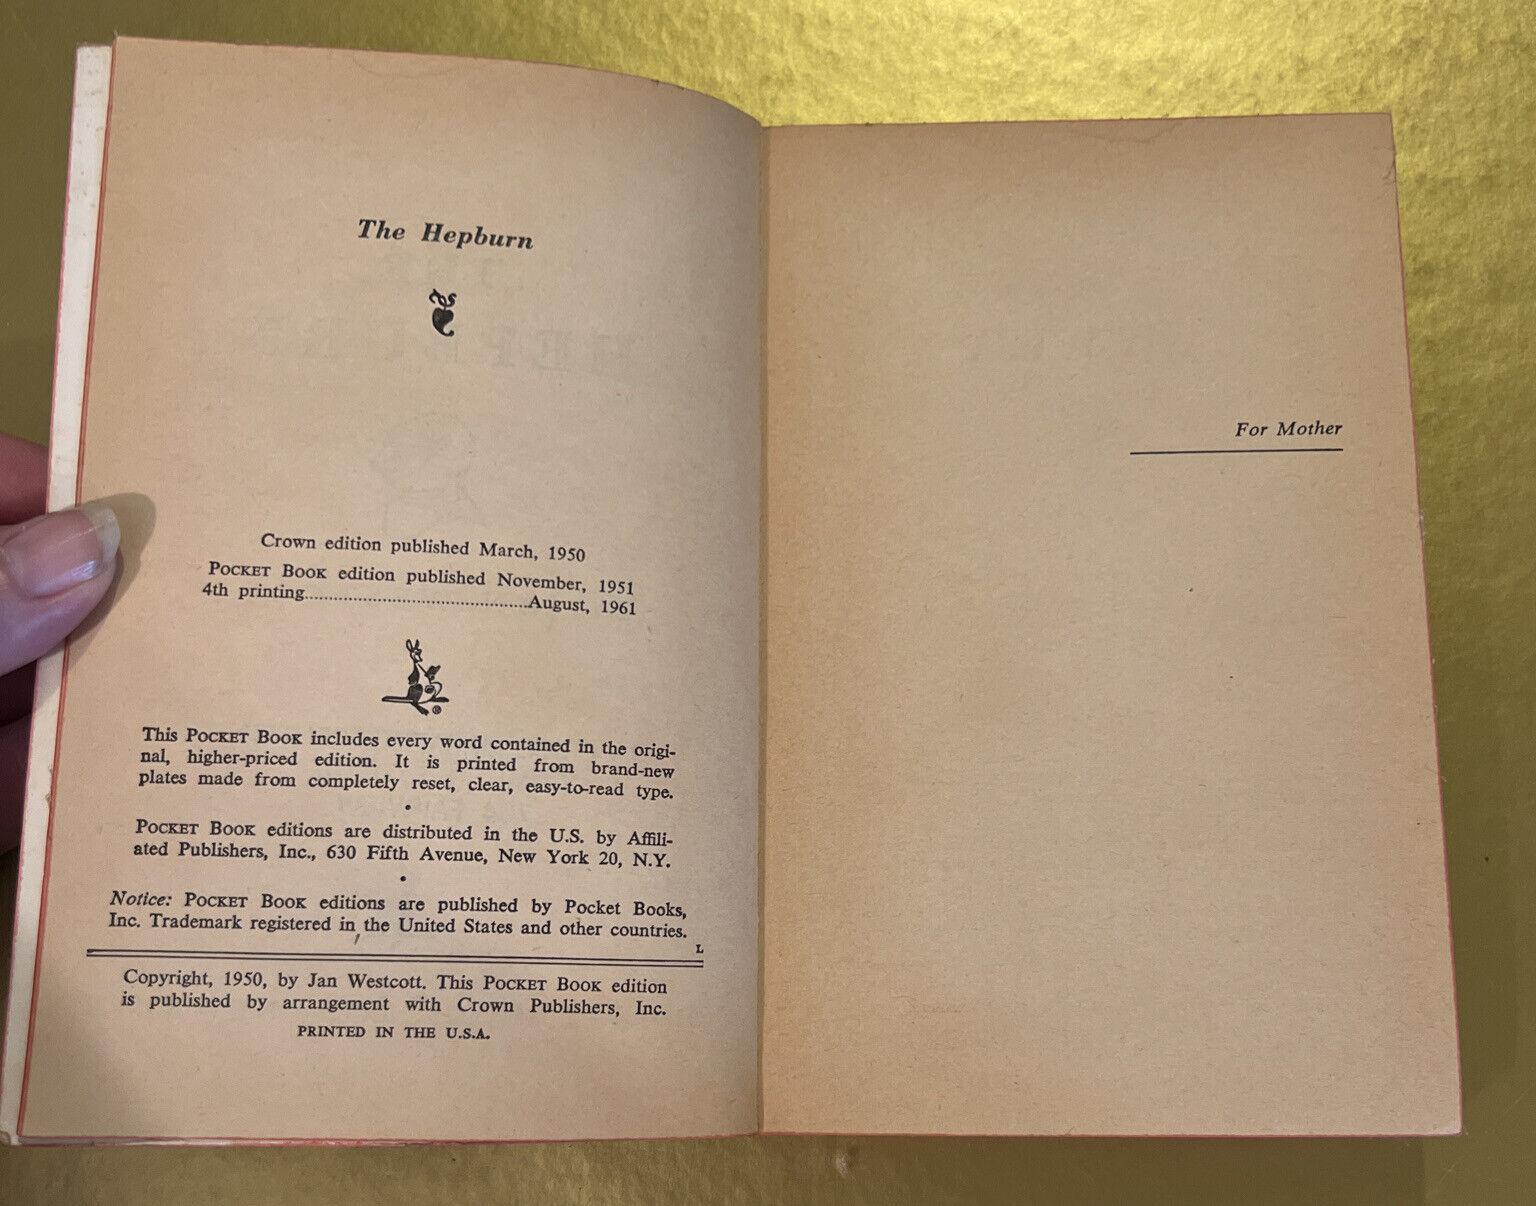 The Hepburn
Crown edition published March, 1950
POCKET BOOK edition published November, 1951
4th printing............................................August, 1961
®
This POCKET BOOK includes every word contained in the origi-
nal, higher-priced edition. It is printed from brand-new
plates made from completely reset, clear, easy-to-read type.
•
POCKET BOOK editions are distributed in the U.S. by Affili-
ated Publishers, Inc., 630 Fifth Avenue, New York 20, N.Y.
•
Notice: POCKET BOOK editions are published by Pocket Books,
Inc. Trademark registered in the United States and other countries.
L
Copyright, 1950, by Jan Westcott. This POCKET BOOK edition
is published by arrangement with Crown Publishers, Inc.
PRINTED IN THE U.S.A.
For Mother